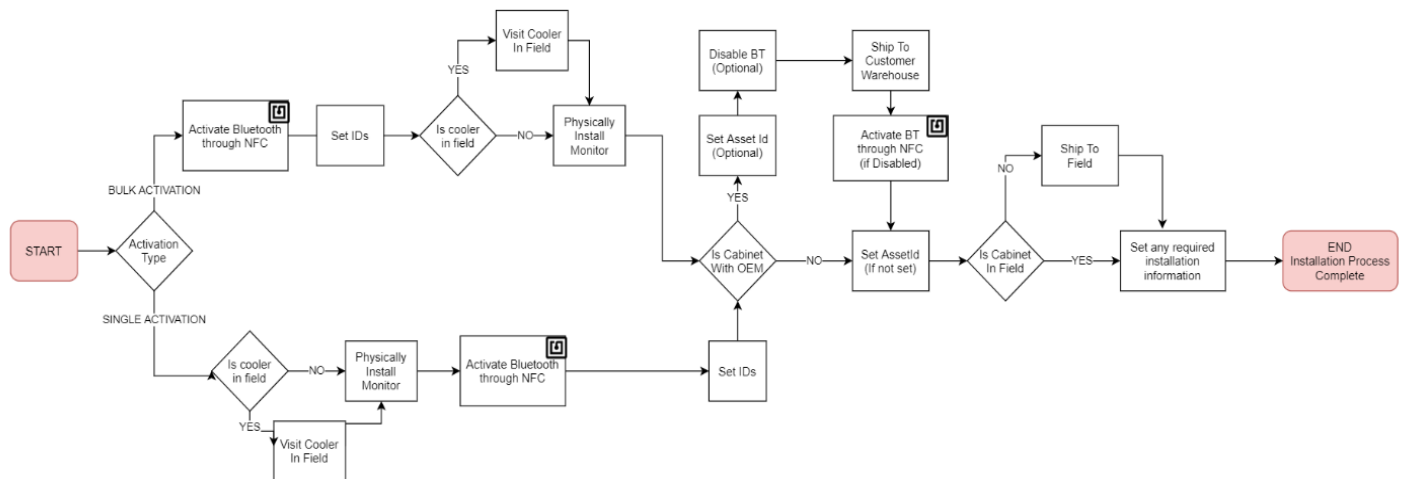 START
Activation
Type
BULK ACTIVATION
Activate Bluetooth
through NFC
Set IDs
Is cooler
in field
YES
Visit Cooler
In Field
NO
Physically
Install
Monitor
SINGLE ACTIVATION
Is cooler
in field
YES
Visit Cooler
In Field
NO
Physically
Install
Monitor
Activate Bluetooth
through NFC
Set IDs
Is Cabinet
With OEM
YES
Set Asset Id
(Optional)
Disable BT
(Optional)
Ship To
Customer
Warehouse
Activate BT
through NFC
(if Disabled)
NO
Set AssetId
(If not set)
Is Cabinet
In Field
NO
Ship To
Field
YES
Set any required
installation
information
END
Installation Process
Complete